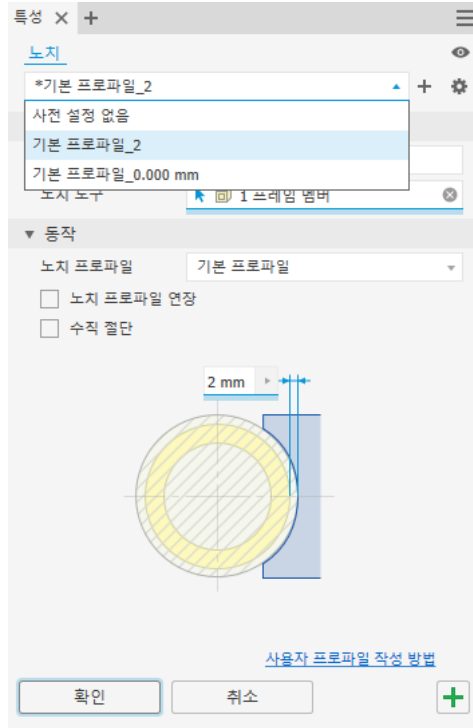 특성
노치
*기본 프로파일_2
사전 설정 없음
기본 프로파일_2
기본 프로파일_0.000 mm
노치 도구 1 프레임 멤버
동작
노치 프로파일 기본 프로파일
노치 프로파일 연장
수직 절단
2 mm
사용자 프로파일 작성 방법
확인 취소